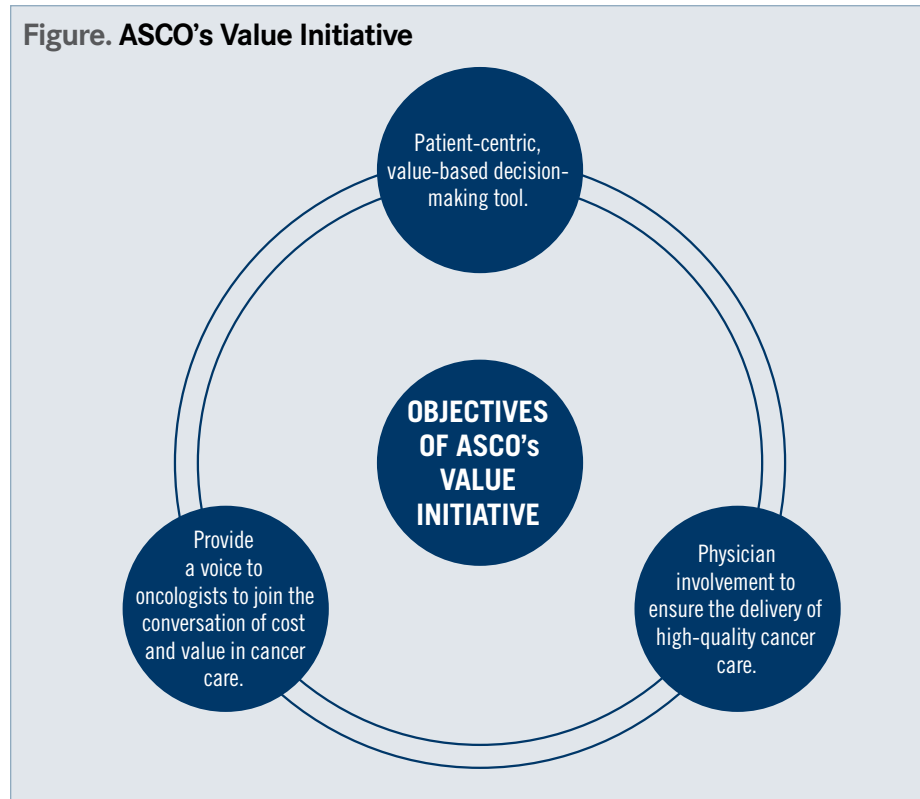 Figure. ASCO's Value Initiative
Patient-centric,
value-based decision-
making tool.
OBJECTIVES
OF ASCO's
VALUE
INITIATIVE
Provide
a voice to
oncologists to join the
conversation of cost
and value in cancer
care.
Physician
involvement to
ensure the delivery of
high-quality cancer
care.